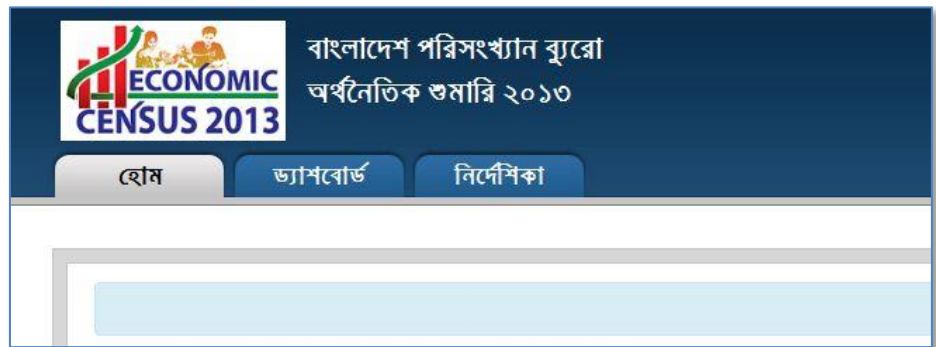 ECONOMIC
CENSUS 2013
বাংলাদেশ পরিসংখ্যান ব্যুরো
অর্থনৈতিক শুমারি ২০১৩
হোম
ড্যাশবোর্ড
নির্দেশিকা